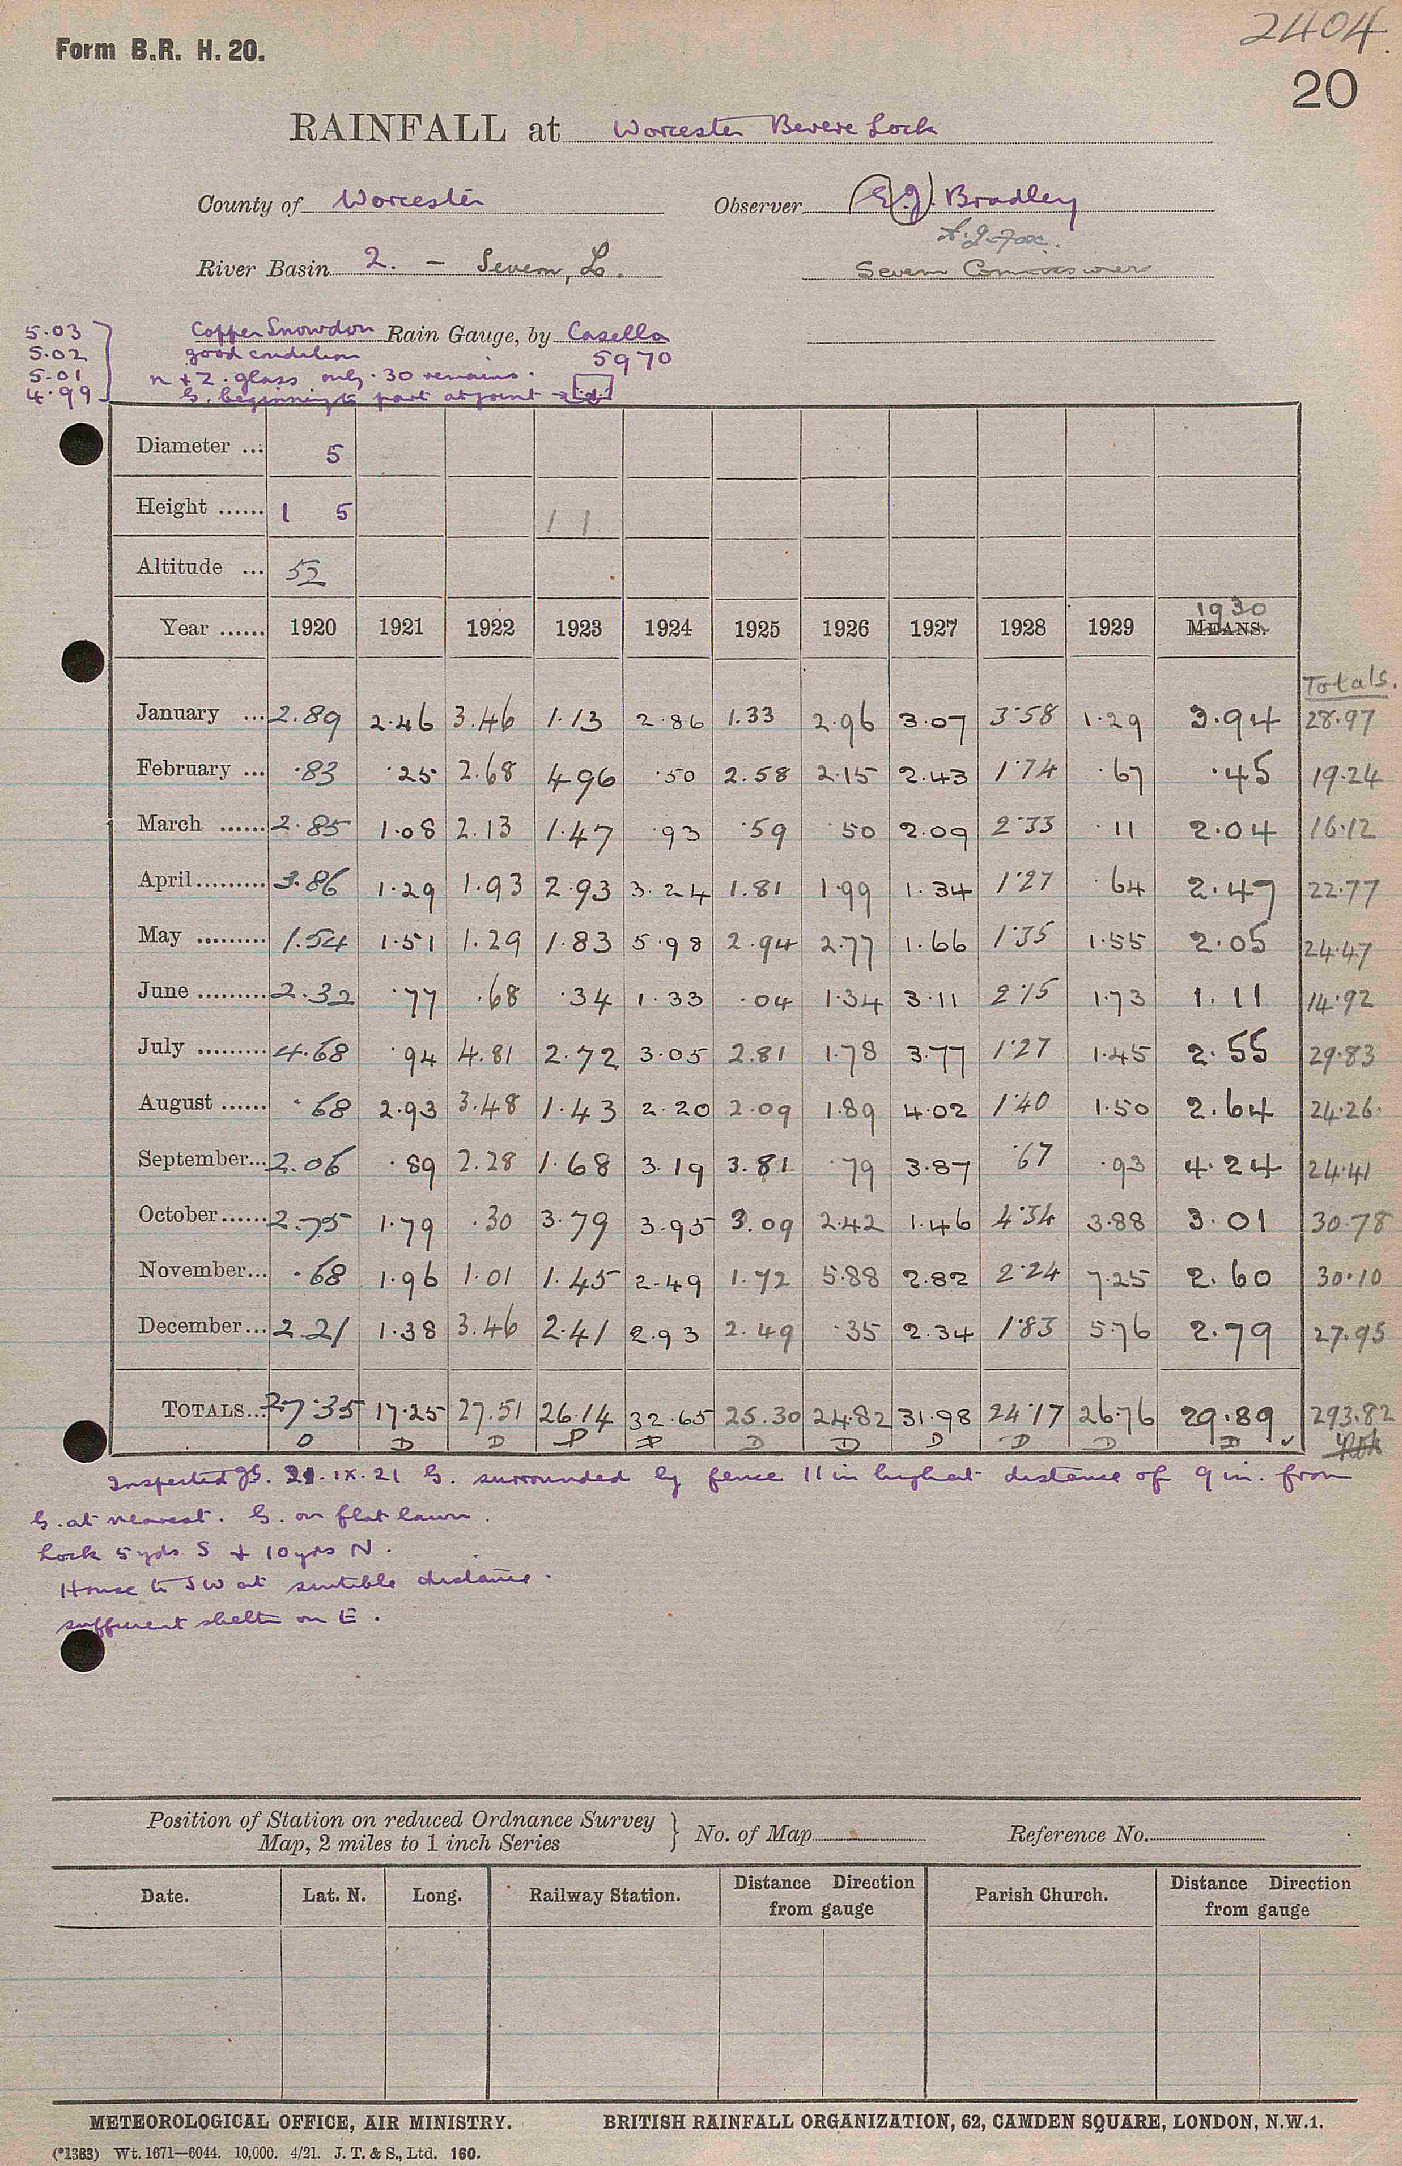 2404
Form B.R. H. 20.
20
RAINFALL at Worcester Bevere Lock
County of Worcester Observer E.J. Bradley
A.J. Fox.
River Basin 2. - Severn, L. Severn Commissioners
5.03 Copper Snowdon Rain Gauge, by Casella
5.02 good condition 5970
5.01 n + 2. glass only .30 remains.
4.99 G. beginning to part at joint
Diameter ... 5
Height ...... 1 5 11
Altitude ... 52
Year ...... 1920 1921 1922 1923 1924 1925 1926 1927 1928 1929 1930 MEANS.
Totals.
January ... 2.89 2.46 3.46 1.13 2.86 1.33 2.96 3.07 3.58 1.29 3.94 28.97
February ... .83 .25 2.68 4.96 .50 2.58 2.15 2.43 1.74 .67 .45 19.24
March ...... 2.85 1.08 2.13 1.47 .93 .59 .50 2.09 2.33 .11 2.04 16.12
April......... 3.86 1.29 1.93 2.93 3.24 1.81 1.99 1.34 1.27 .64 2.47 22.77
May ......... 1.54 1.51 1.29 1.83 5.98 2.94 2.77 1.66 1.35 1.55 2.05 24.47
June ......... 2.32 .77 .68 .34 1.33 .04 1.34 3.11 2.15 1.73 1.11 14.92
July ......... 4.68 .94 4.81 2.72 3.05 2.81 1.78 3.77 1.27 1.45 2.55 29.83
August ...... .68 2.93 3.48 1.43 2.20 2.09 1.89 4.02 1.40 1.50 2.64 24.26
September... 2.06 .89 2.28 1.68 3.19 3.81 .79 3.87 .67 .93 4.24 24.41
October...... 2.75 1.79 .30 3.79 3.95 3.09 2.42 1.46 4.34 3.88 3.01 30.78
November... .68 1.96 1.01 1.45 2.49 1.72 5.88 2.82 2.24 7.25 2.60 30.10
December... 2.21 1.38 3.46 2.41 2.93 2.49 .35 2.34 1.83 5.76 2.79 27.95
TOTALS... 27.35 17.25 27.51 26.14 32.65 25.30 24.82 31.98 24.17 26.76 29.89 293.82
D D D D D D D D D D D ✓
Inspected 21.IX.21 G. surrounded by fence 11 in high at distance of 9 in. from
G. at nearest. G. on flat lawn.
Lock 5 yds S + 10 yds N.
House to SW at suitable distance.
sufficient shelter on E.
Position of Station on reduced Ordnance Survey
Map, 2 miles to 1 inch Series } No. of Map Reference No.
Date. Lat. N. Long. Railway Station. Distance Direction from gauge Parish Church. Distance Direction from gauge
METEOROLOGICAL OFFICE, AIR MINISTRY. BRITISH RAINFALL ORGANIZATION, 62, CAMDEN SQUARE, LONDON, N.W.1.
(*1383) Wt. 1671—6044. 10,000. 4/21. J. T. & S., Ltd. 160.